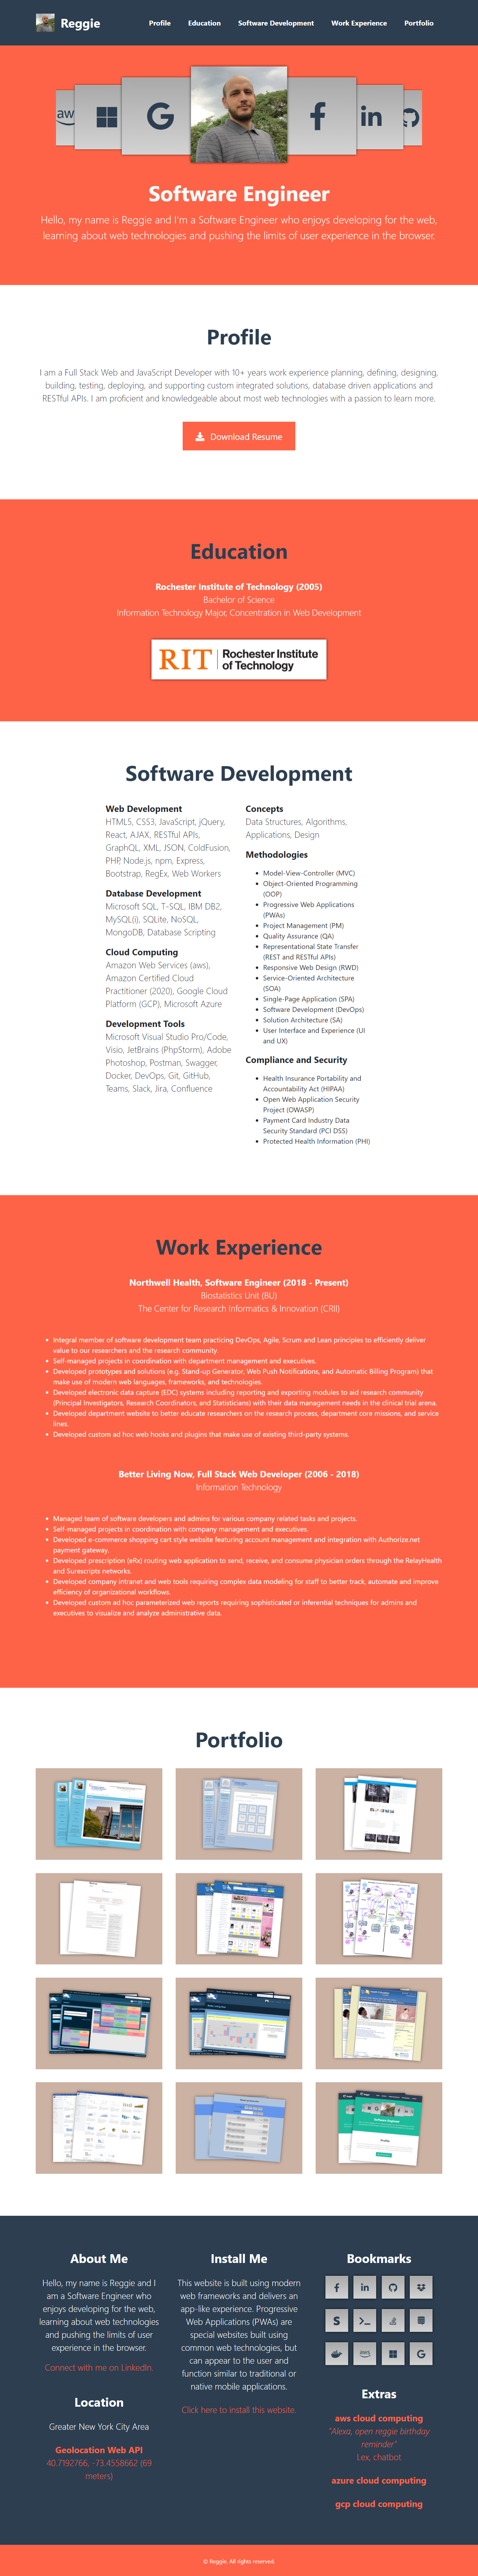 Reggie
Profile
Education
Software Development
Work Experience
Portfolio
aws
Software Engineer
Hello, my name is Reggie and I'm a Software Engineer who enjoys developing for the web,
learning about web technologies and pushing the limits of user experience in the browser.
Profile
I am a Full Stack Web and JavaScript Developer with 10+ years work experience planning, defining, designing,
building, testing, deploying, and supporting custom integrated solutions, database driven applications and
RESTful APIs. I am proficient and knowledgeable about most web technologies with a passion to learn more.
Download Resume
Education
Rochester Institute of Technology (2005)
Bachelor of Science
Information Technology Major, Concentration in Web Development
RIT
Rochester Institute
of Technology
Software Development
Web Development
HTML5, CSS3, JavaScript, jQuery,
React, AJAX, RESTful APIs,
GraphQL, XML, JSON, ColdFusion,
PHP, Node.js, npm, Express,
Bootstrap, RegEx, Web Workers
Database Development
Microsoft SQL, T-SQL, IBM DB2,
MySQL(i), SQLite, NoSQL,
MongoDB, Database Scripting
Cloud Computing
Amazon Web Services (aws),
Amazon Certified Cloud
Practitioner (2020), Google Cloud
Platform (GCP), Microsoft Azure
Development Tools
Microsoft Visual Studio Pro/Code,
Visio, JetBrains (PhpStorm), Adobe
Photoshop, Postman, Swagger,
Docker, DevOps, Git, GitHub,
Teams, Slack, Jira, Confluence
Concepts
Data Structures, Algorithms,
Applications, Design
Methodologies
Model-View-Controller (MVC)
Object-Oriented Programming
(OOP)
Progressive Web Applications
(PWAs)
Project Management (PM)
Quality Assurance (QA)
Representational State Transfer
(REST and RESTful APIs)
Responsive Web Design (RWD)
Service-Oriented Architecture
(SOA)
Single-Page Application (SPA)
Software Development (DevOps)
Solution Architecture (SA)
User Interface and Experience (UI
and UX)
Compliance and Security
Health Insurance Portability and
Accountability Act (HIPAA)
Open Web Application Security
Project (OWASP)
Payment Card Industry Data
Security Standard (PCI DSS)
Protected Health Information (PHI)
Work Experience
Northwell Health, Software Engineer (2018 - Present)
Biostatistics Unit (BU)
The Center for Research Informatics & Innovation (CRII)
Integral member of software development team practicing DevOps, Agile, Scrum and Lean principles to efficiently deliver
value to our researchers and the research community.
Self-managed projects in coordination with department management and executives.
Developed prototypes and solutions (e.g. Stand-up Generator, Web Push Notifications, and Automatic Billing Program) that
make use of modern web languages, frameworks, and technologies.
Developed electronic data capture (EDC) systems including reporting and exporting modules to aid research community
(Principal Investigators, Research Coordinators, and Statisticians) with their data management needs in the clinical trial arena.
Developed department website to better educate researchers on the research process, department core missions, and service
lines.
Developed custom ad hoc web hooks and plugins that make use of existing third-party systems.
Better Living Now, Full Stack Web Developer (2006 - 2018)
Information Technology
Managed team of software developers and admins for various company related tasks and projects.
Self-managed projects in coordination with company management and executives.
Developed e-commerce shopping cart style website featuring account management and integration with Authorize.net
payment gateway.
Developed prescription (eRx) routing web application to send, receive, and consume physician orders through the RelayHealth
and Surescripts networks.
Developed company intranet and web tools requiring complex data modeling for staff to better track, automate and improve
efficiency of organizational workflows.
Developed custom ad hoc parameterized web reports requiring sophisticated or inferential techniques for admins and
executives to visualize and analyze administrative data.
Portfolio
About Me
Hello, my name is Reggie and I
am a Software Engineer who
enjoys developing for the web,
learning about web technologies
and pushing the limits of user
experience in the browser.
Connect with me on LinkedIn.
Location
Greater New York City Area
Geolocation Web API
40.7192766, -73.4558662 (69
meters)
Install Me
This website is built using modern
web frameworks and delivers an
app-like experience. Progressive
Web Applications (PWAs) are
special websites built using
common web technologies, but
can appear to the user and
function similar to traditional or
native mobile applications.
Click here to install this website.
Bookmarks
Extras
aws cloud computing
"Alexa, open reggie birthday
reminder"
Lex, chatbot
azure cloud computing
gcp cloud computing
© Reggie. All rights reserved.